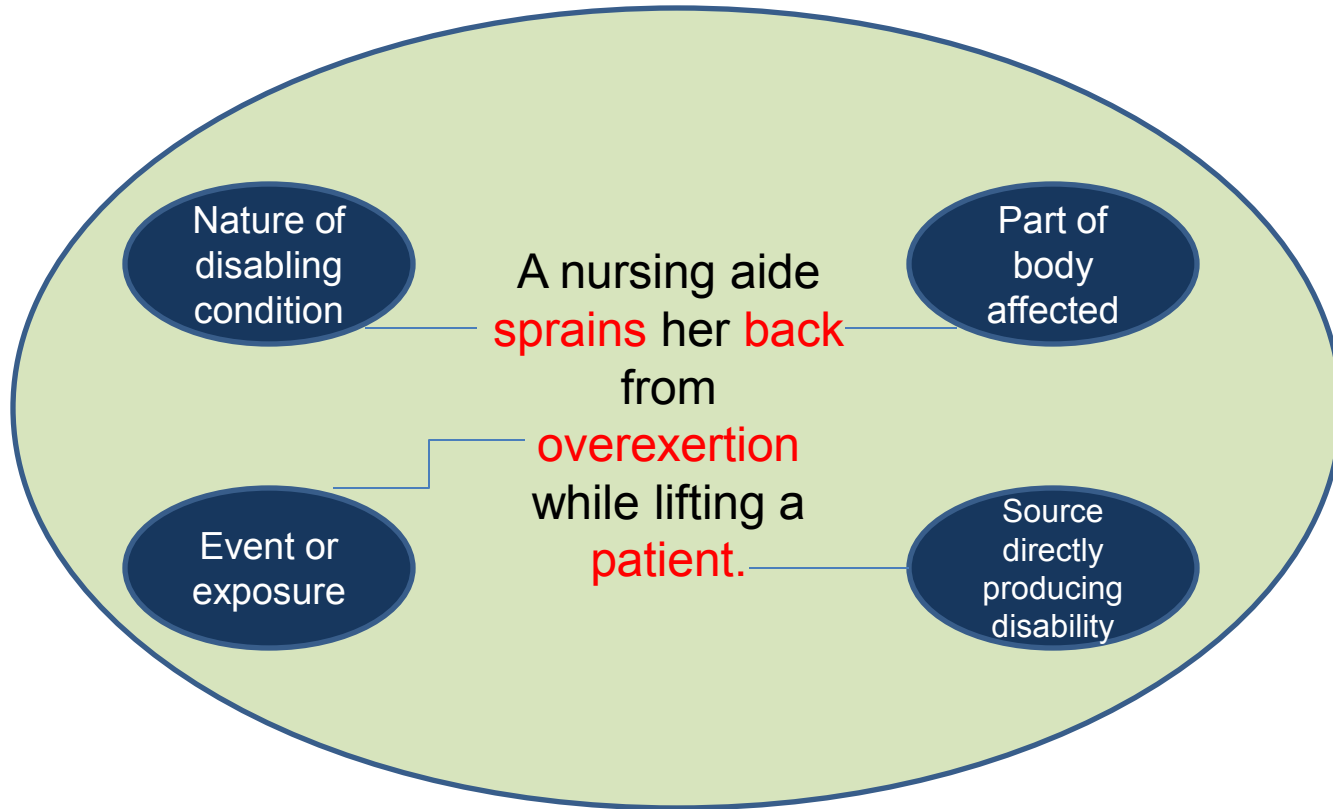 Nature of
disabling
condition
Part of
body
affected
A nursing aide
sprains her back
from
overexertion
while lifting a
patient.
Event or
exposure
Source
directly
producing
disability